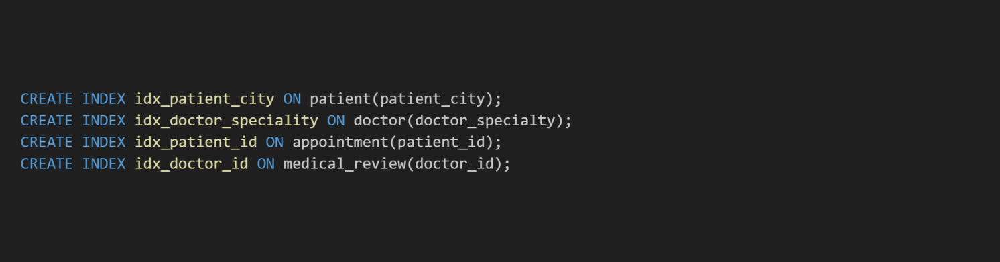 CREATE INDEX idx_patient_city ON patient(patient_city);
CREATE INDEX idx_doctor_speciality ON doctor(doctor_specialty);
CREATE INDEX idx_patient_id ON appointment(patient_id);
CREATE INDEX idx_doctor_id ON medical_review(doctor_id);